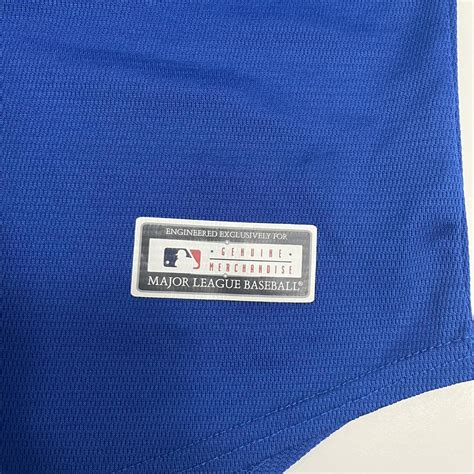 ENGINEERED EXCLUSIVELY FOR
· GENUINE ·
MERCHANDISE
MAJOR LEAGUE BASEBALL®